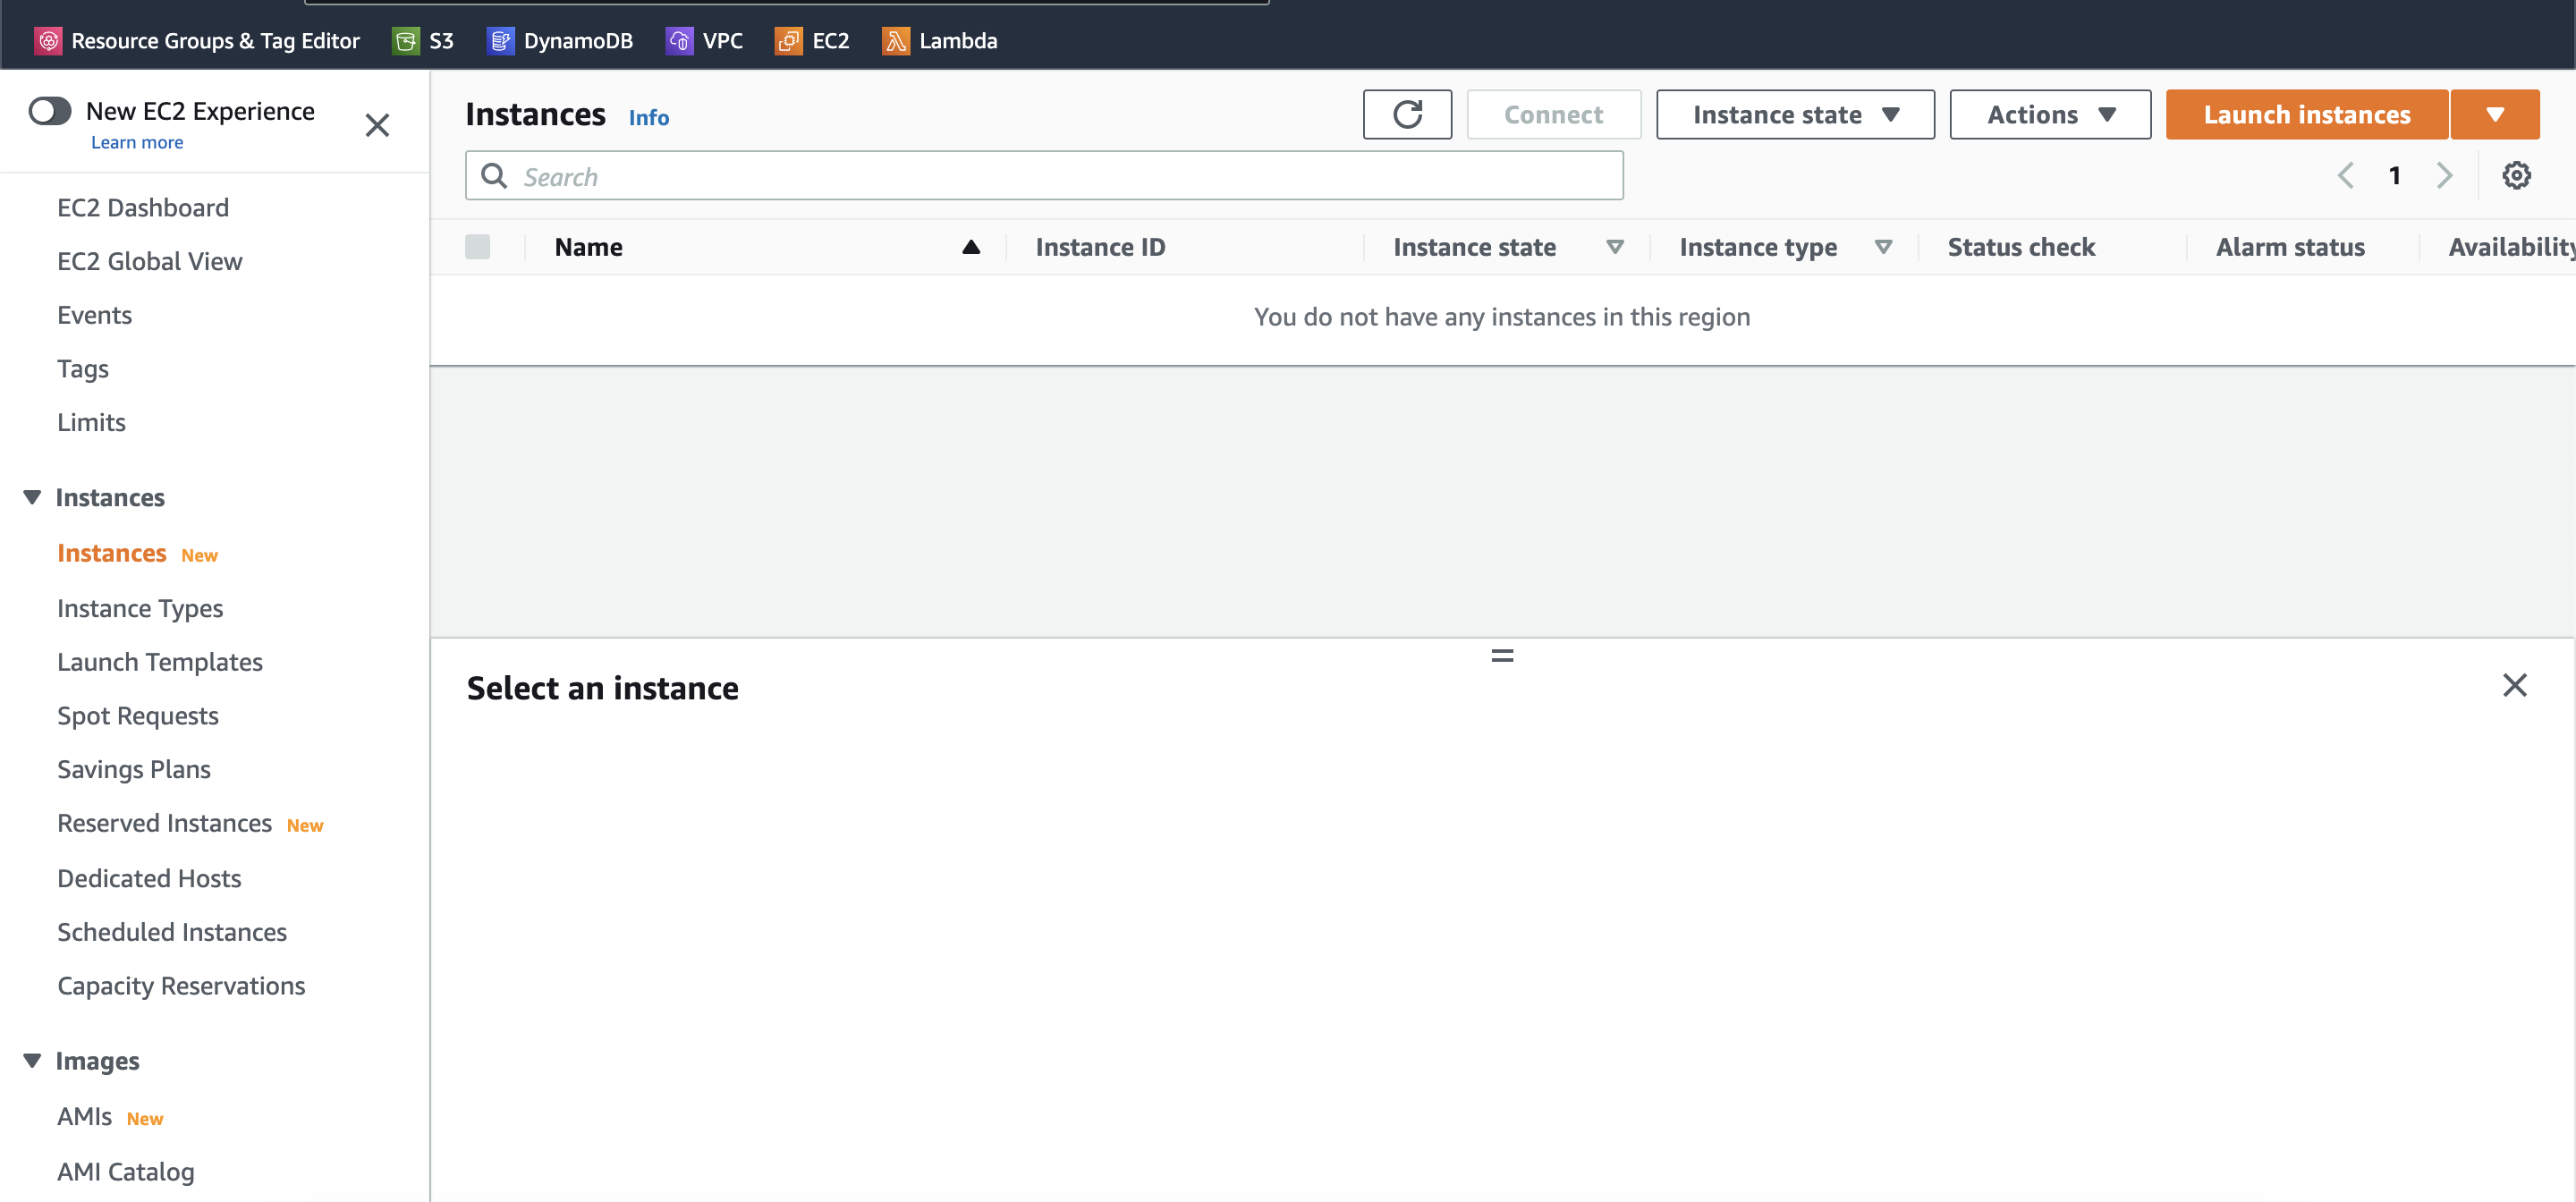 Resource Groups & Tag Editor S3 DynamoDB VPC EC2 Lambda
New EC2 Experience
Learn more
EC2 Dashboard
EC2 Global View
Events
Tags
Limits
Instances
Instances New
Instance Types
Launch Templates
Spot Requests
Savings Plans
Reserved Instances New
Dedicated Hosts
Scheduled Instances
Capacity Reservations
Images
AMIs New
AMI Catalog
Instances Info
Connect Instance state Actions Launch instances
Search
1
Name Instance ID Instance state Instance type Status check Alarm status Availability
You do not have any instances in this region
Select an instance